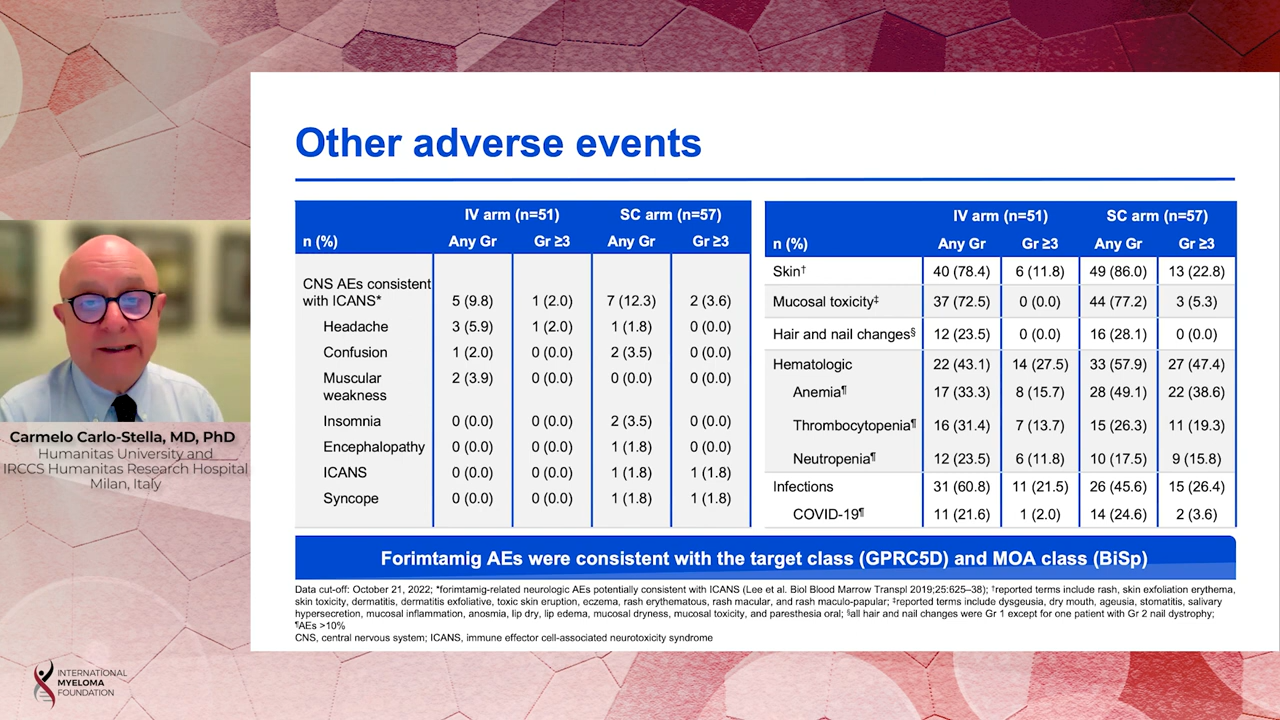 Other adverse events
IV arm (n=51) SC arm (n=57)
n (%) Any Gr Gr ≥3 Any Gr Gr ≥3
CNS AEs consistent
with ICANS* 5 (9.8) 1 (2.0) 7 (12.3) 2 (3.6)
Headache 3 (5.9) 1 (2.0) 1 (1.8) 0 (0.0)
Confusion 1 (2.0) 0 (0.0) 2 (3.5) 0 (0.0)
Muscular 2 (3.9) 0 (0.0) 0 (0.0) 0 (0.0)
weakness
Insomnia 0 (0.0) 0 (0.0) 2 (3.5) 0 (0.0)
Encephalopathy 0 (0.0) 0 (0.0) 1 (1.8) 0 (0.0)
ICANS 0 (0.0) 0 (0.0) 1 (1.8) 1 (1.8)
Syncope 0 (0.0) 0 (0.0) 1 (1.8) 1 (1.8)
IV arm (n=51) SC arm (n=57)
n (%) Any Gr Gr ≥3 Any Gr Gr ≥3
Skin† 40 (78.4) 6 (11.8) 49 (86.0) 13 (22.8)
Mucosal toxicity‡ 37 (72.5) 0 (0.0) 44 (77.2) 3 (5.3)
Hair and nail changes§ 12 (23.5) 0 (0.0) 16 (28.1) 0 (0.0)
Hematologic 22 (43.1) 14 (27.5) 33 (57.9) 27 (47.4)
Anemia¶ 17 (33.3) 8 (15.7) 28 (49.1) 22 (38.6)
Thrombocytopenia¶ 16 (31.4) 7 (13.7) 15 (26.3) 11 (19.3)
Neutropenia¶ 12 (23.5) 6 (11.8) 10 (17.5) 9 (15.8)
Infections 31 (60.8) 11 (21.5) 26 (45.6) 15 (26.4)
COVID-19¶ 11 (21.6) 1 (2.0) 14 (24.6) 2 (3.6)
Forimtamig AEs were consistent with the target class (GPRC5D) and MOA class (BiSp)
Data cut-off: October 21, 2022; *forimtamig-related neurologic AEs potentially consistent with ICANS (Lee et al. Biol Blood Marrow Transpl 2019;25:625–38); †reported terms include rash, skin exfoliation erythema,
skin toxicity, dermatitis, dermatitis exfoliative, toxic skin eruption, eczema, rash erythematous, rash macular, and rash maculo-papular; ‡reported terms include dysgeusia, dry mouth, ageusia, stomatitis, salivary
hypersecretion, mucosal inflammation, anosmia, lip dry, lip edema, mucosal dryness, mucosal toxicity, and paresthesia oral; §all hair and nail changes were Gr 1 except for one patient with Gr 2 nail dystrophy;
¶AEs >10%
CNS, central nervous system; ICANS, immune effector cell-associated neurotoxicity syndrome
Carmelo Carlo-Stella, MD, PhD
Humanitas University and
IRCCS Humanitas Research Hospital
Milan, Italy
INTERNATIONAL
MYELOMA
FOUNDATION